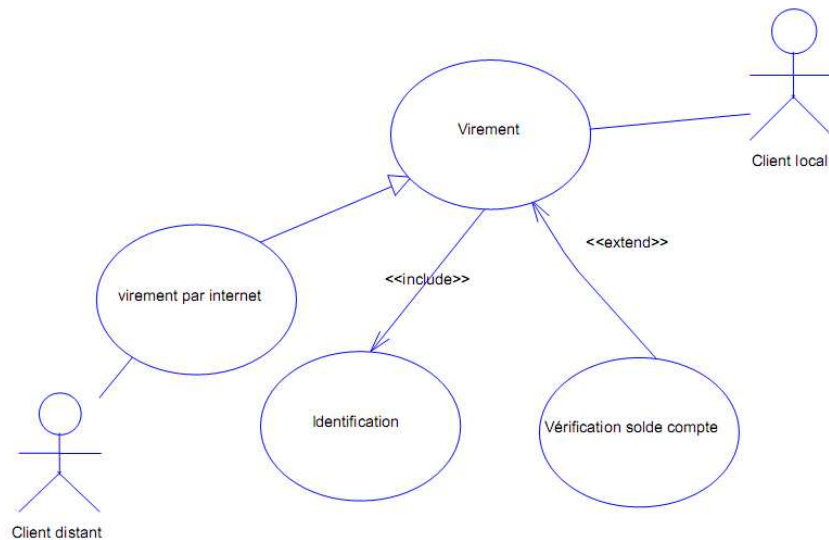 Virement
Client local
<<extend>>
<<include>>
virement par internet
Identification
Vérification solde compte
Client distant